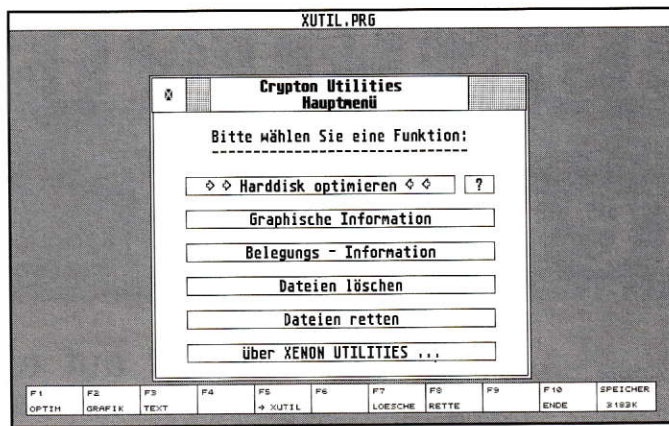 XUTIL.PRG
Crypton Utilities
Hauptmenü
Bitte wählen Sie eine Funktion:
Harddisk optimieren ?
Graphische Information
Belegungs - Information
Dateien löschen
Dateien retten
über XENON UTILITIES ...
F1 F2 F3 F4 F5 F6 F7 F8 F9 F10 SPEICHER
OPTIM GRAFIK TEXT → XUTIL LOESCHE RETTE ENDE 3183K